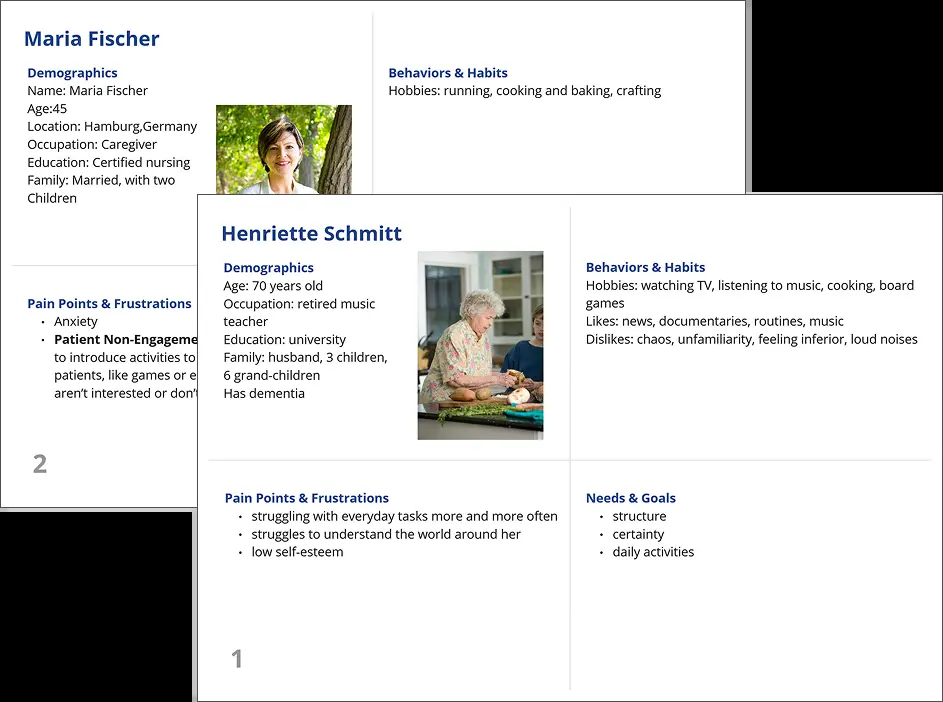 Maria Fischer
Demographics
Name: Maria Fischer
Age:45
Location: Hamburg,Germany
Occupation: Caregiver
Education: Certified nursing
Family: Married, with two
Children
Behaviors & Habits
Hobbies: running, cooking and baking, crafting
Pain Points & Frustrations
• Anxiety
• Patient Non-Engageme
to introduce activities to
patients, like games or e
aren’t interested or don’t
2
Henriette Schmitt
Demographics
Age: 70 years old
Occupation: retired music
teacher
Education: university
Family: husband, 3 children,
6 grand-children
Has dementia
Behaviors & Habits
Hobbies: watching TV, listening to music, cooking, board
games
Likes: news, documentaries, routines, music
Dislikes: chaos, unfamiliarity, feeling inferior, loud noises
Pain Points & Frustrations
• struggling with everyday tasks more and more often
• struggles to understand the world around her
• low self-esteem
Needs & Goals
• structure
• certainty
• daily activities
1